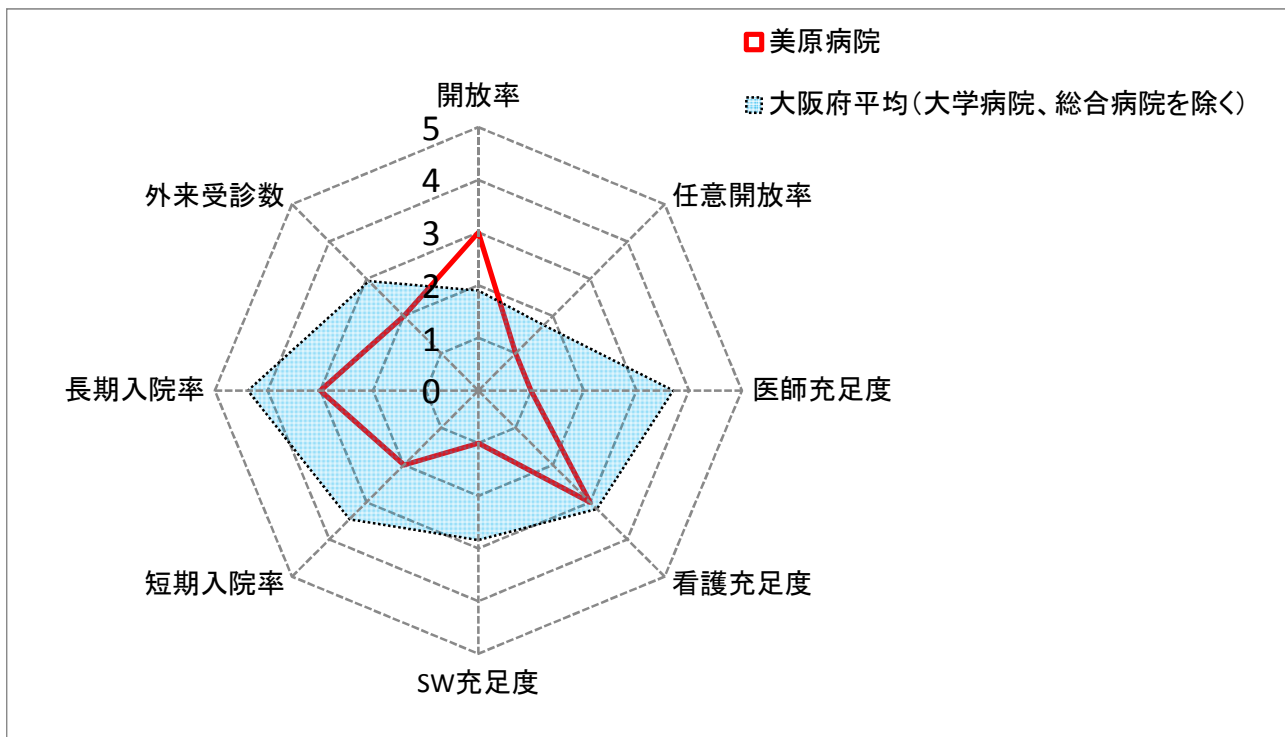 美原病院
大阪府平均(大学病院、総合病院を除く)
開放率
任意開放率
医師充足度
看護充足度
SW充足度
短期入院率
長期入院率
外来受診数
5
4
3
2
1
0